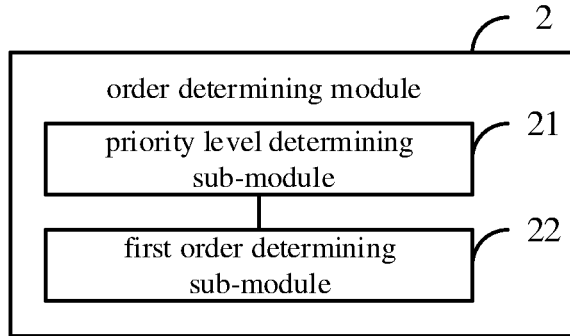 2
order determining module
21
priority level determining
sub-module
22
first order determining
sub-module